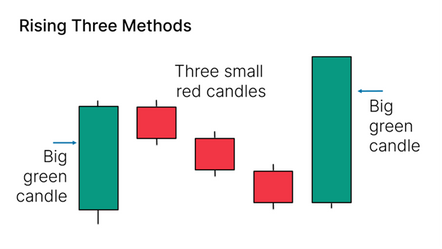 Rising Three Methods
Three small
red candles
Big
green
candle
Big
green
candle